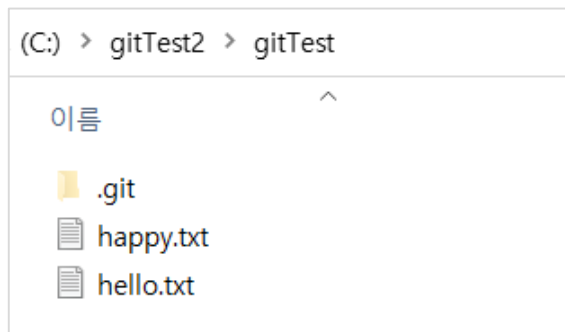 (C:) > gitTest2 > gitTest
이름
.git
happy.txt
hello.txt